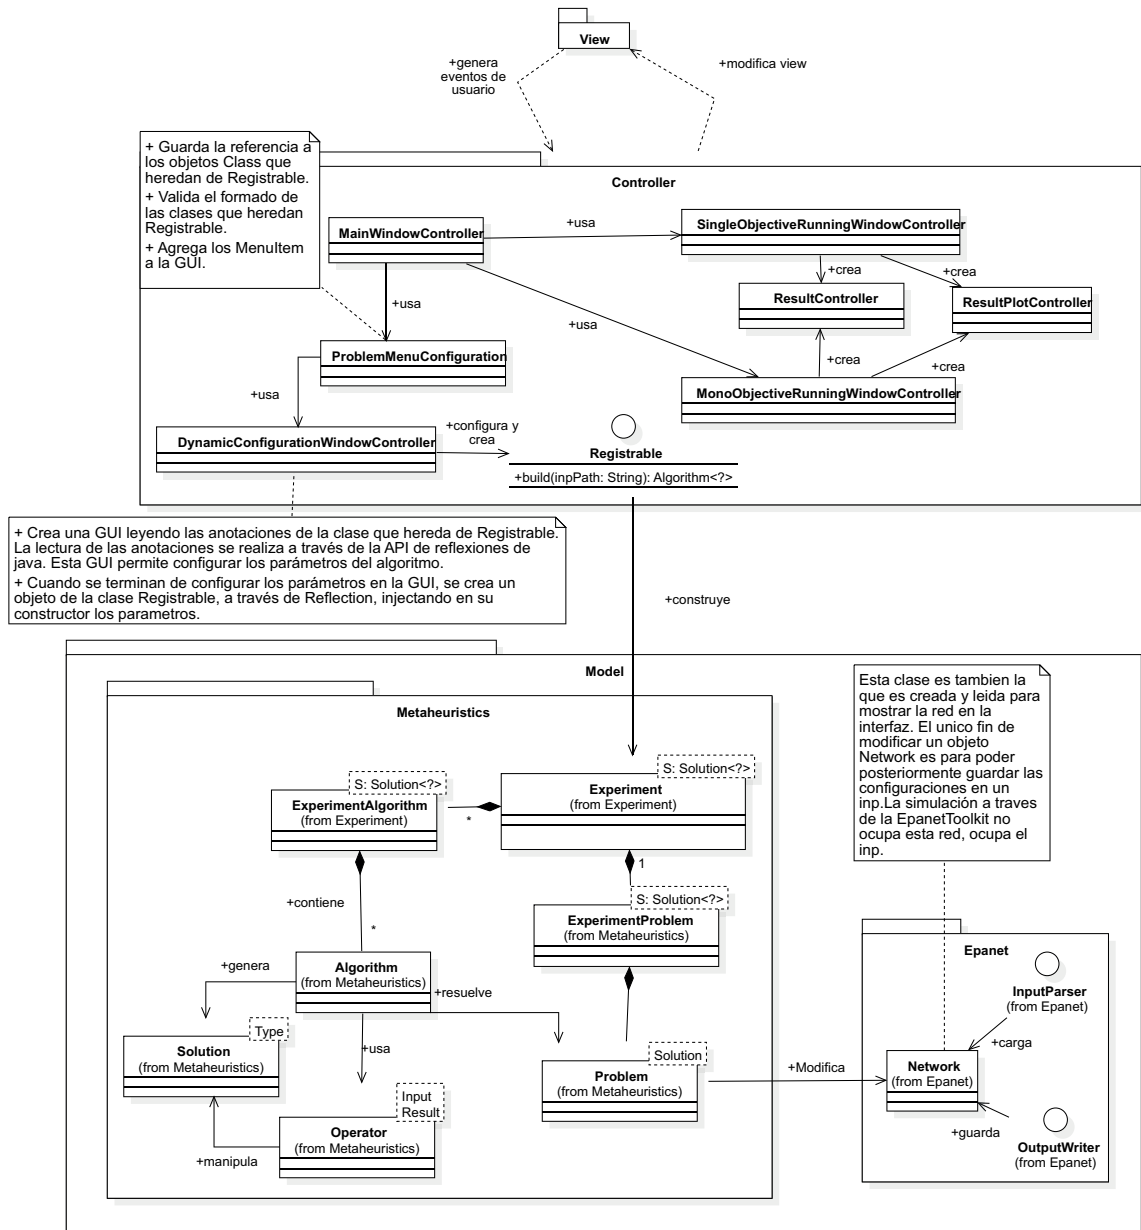 View
+genera
eventos de
usuario
+modifica view
+ Guarda la referencia a
los objetos Class que
heredan de Registrable.
+ Valida el formado de
las clases que heredan
Registrable.
+ Agrega los MenuItem
a la GUI.
Controller
MainWindowController
+usa
SingleObjectiveRunningWindowController
+crea
+crea
ResultController
ResultPlotController
+usa
+usa
ProblemMenuConfiguration
+crea
+crea
MonoObjectiveRunningWindowController
+usa
DynamicConfigurationWindowController
+configura y
crea
Registrable
+build(inpPath: String): Algorithm<?>
+ Crea una GUI leyendo las anotaciones de la clase que hereda de Registrable.
La lectura de las anotaciones se realiza a través de la API de reflexiones de
java. Esta GUI permite configurar los parámetros del algoritmo.
+ Cuando se terminan de configurar los parámetros en la GUI, se crea un
objeto de la clase Registrable, a través de Reflection, injectando en su
constructor los parametros.
+construye
Model
Metaheuristics
Esta clase es tambien la
que es creada y leida para
mostrar la red en la
interfaz. El unico fin de
modificar un objeto
Network es para poder
posteriormente guardar las
configuraciones en un
inp.La simulación a traves
de la EpanetToolkit no
ocupa esta red, ocupa el
inp.
S: Solution<?>
ExperimentAlgorithm
(from Experiment)
*
S: Solution<?>
Experiment
(from Experiment)
1
+contiene
*
S: Solution<?>
ExperimentProblem
(from Metaheuristics)
+genera
Algorithm
(from Metaheuristics)
+resuelve
Type
Solution
(from Metaheuristics)
+usa
Solution
Problem
(from Metaheuristics)
+Modifica
Input
Result
Operator
(from Metaheuristics)
+manipula
Epanet
InputParser
(from Epanet)
+carga
Network
(from Epanet)
+guarda
OutputWriter
(from Epanet)